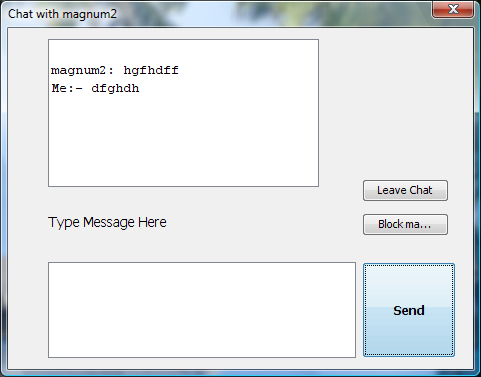 Chat with magnum2
magnum2: hgfhdff
Me:- dfghdh
Leave Chat
Type Message Here
Block ma...
Send